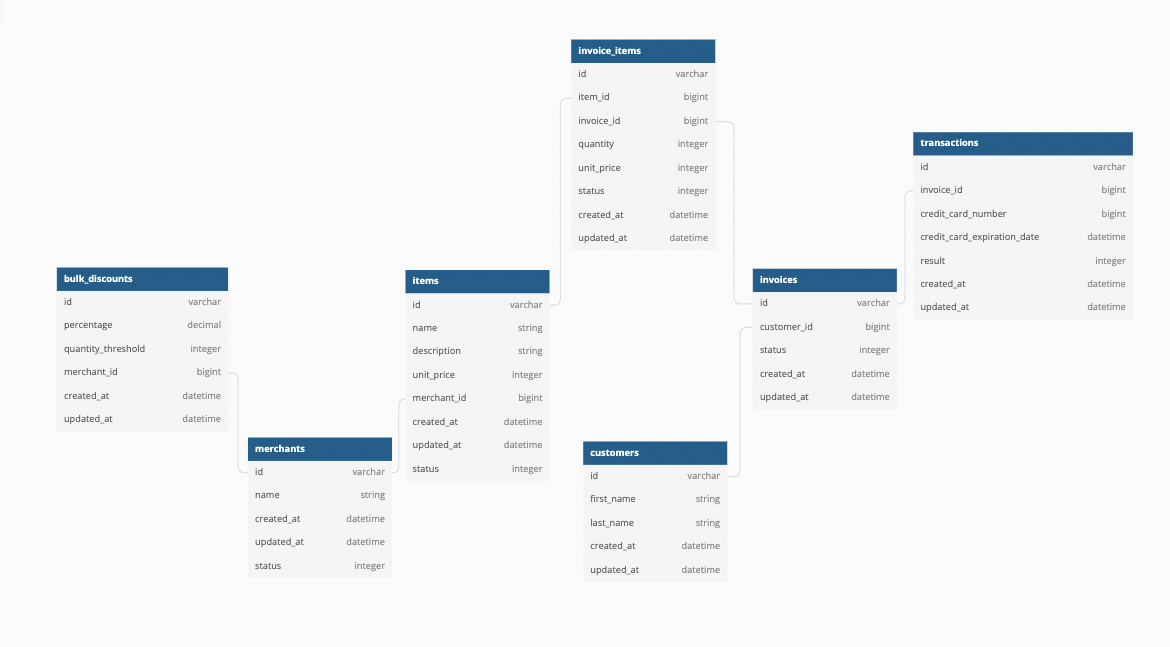 invoice_items
id varchar
item_id bigint
invoice_id bigint
quantity integer
unit_price integer
status integer
created_at datetime
updated_at datetime
transactions
id varchar
invoice_id bigint
credit_card_number bigint
credit_card_expiration_date datetime
result integer
created_at datetime
updated_at datetime
bulk_discounts
id varchar
percentage decimal
quantity_threshold integer
merchant_id bigint
created_at datetime
updated_at datetime
items
id varchar
name string
description string
unit_price integer
merchant_id bigint
created_at datetime
updated_at datetime
status integer
invoices
id varchar
customer_id bigint
status integer
created_at datetime
updated_at datetime
merchants
id varchar
name string
created_at datetime
updated_at datetime
status integer
customers
id varchar
first_name string
last_name string
created_at datetime
updated_at datetime